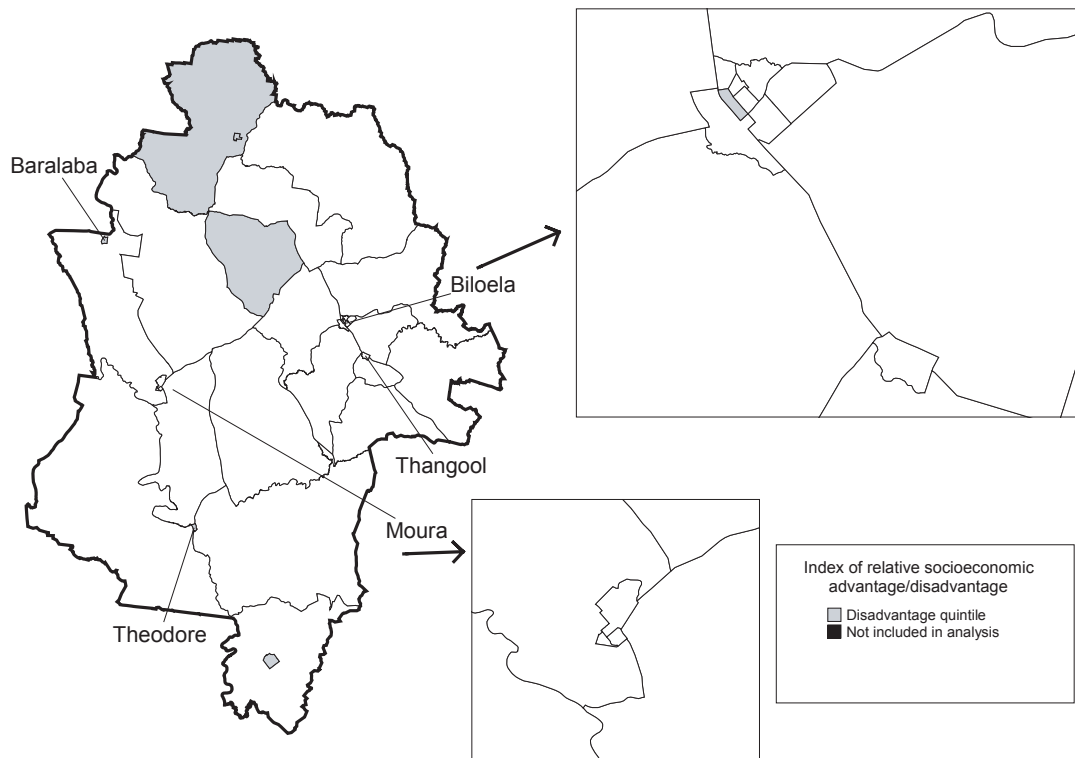 Baralaba
Biloela
Thangool
Moura
Theodore
Index of relative socioeconomic
advantage/disadvantage
Disadvantage quintile
Not included in analysis